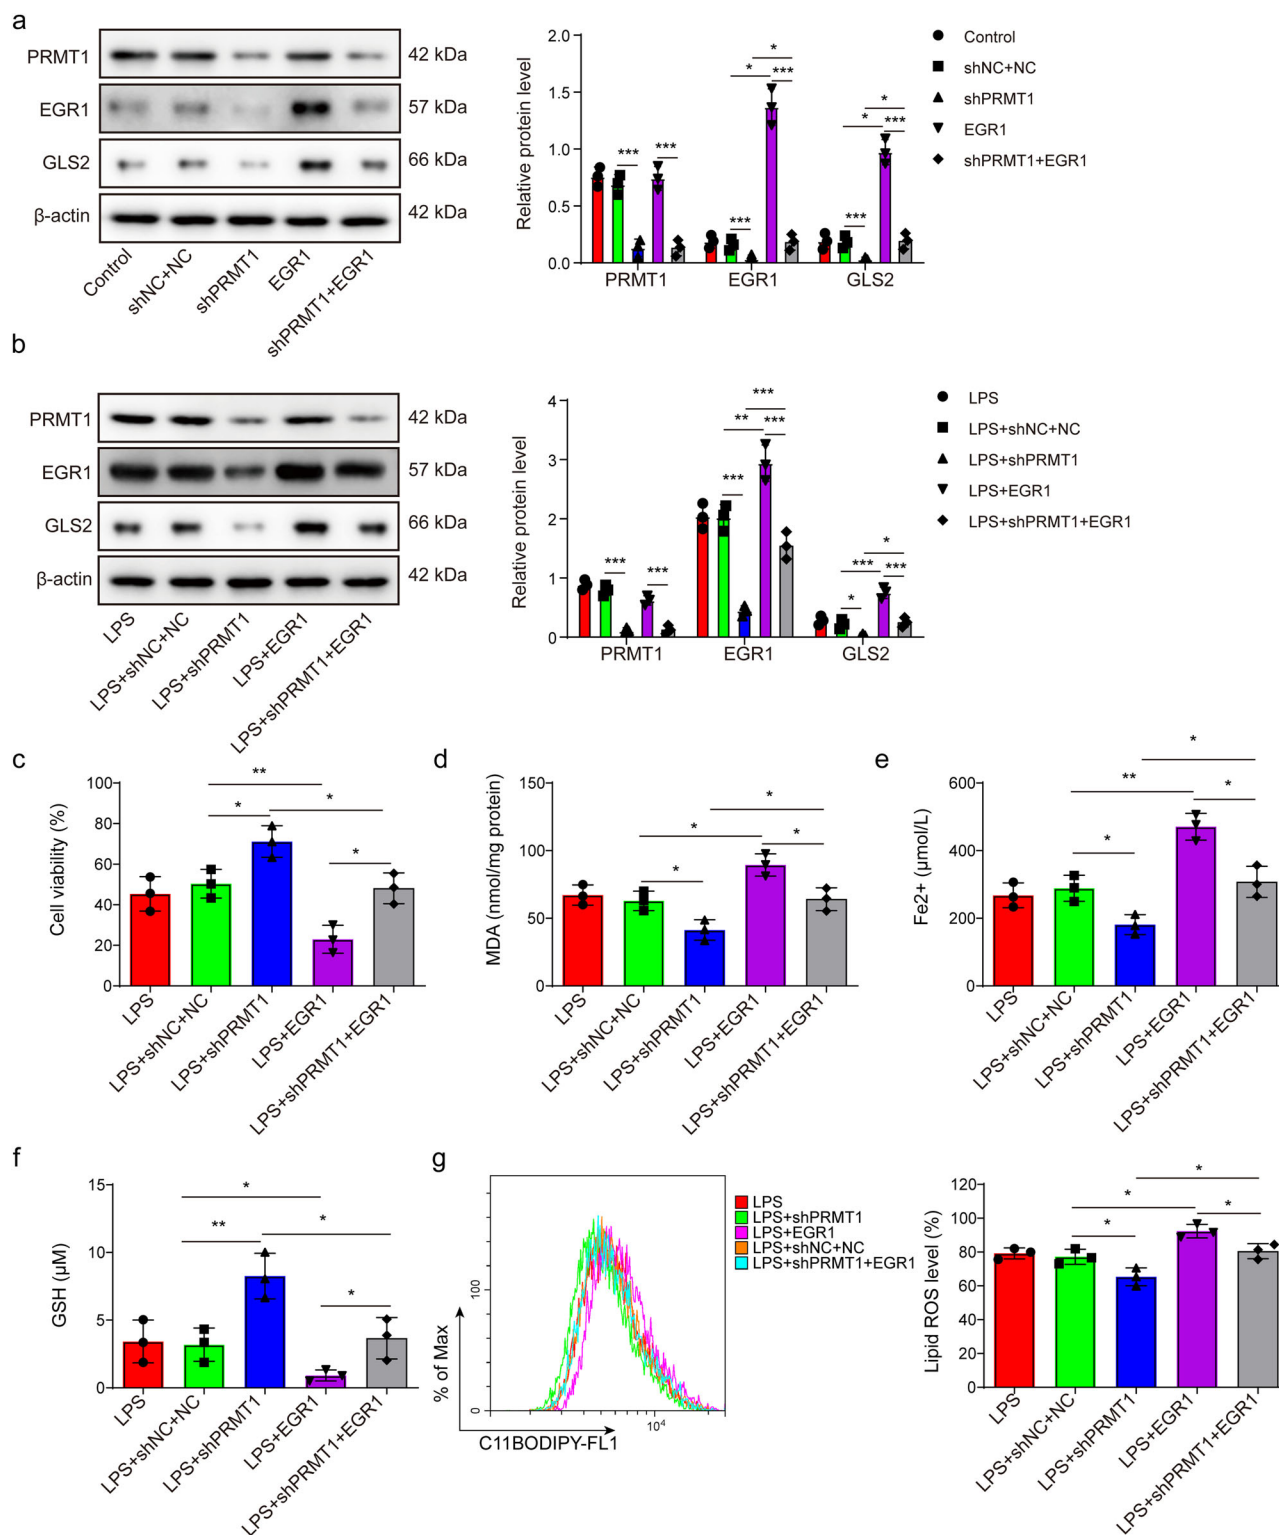 a
PRMT1
42 kDa
EGR1
57 kDa
GLS2
66 kDa
β-actin
42 kDa
Control
shNC+NC
shPRMT1
EGR1
shPRMT1+EGR1
Relative protein level
2.0
1.5
1.0
0.5
0.0
*
*
***
***
***
***
*
*
***
***
PRMT1
EGR1
GLS2
Control
shNC+NC
shPRMT1
EGR1
shPRMT1+EGR1
b
PRMT1
42 kDa
EGR1
57 kDa
GLS2
66 kDa
β-actin
42 kDa
LPS
LPS+shNC+NC
LPS+shPRMT1
LPS+EGR1
LPS+shPRMT1+EGR1
Relative protein level
4
3
2
1
0
***
***
***
**
***
***
*
***
*
***
PRMT1
EGR1
GLS2
LPS
LPS+shNC+NC
LPS+shPRMT1
LPS+EGR1
LPS+shPRMT1+EGR1
c
Cell viability (%)
100
80
60
40
20
0
**
*
*
*
LPS
LPS+shNC+NC
LPS+shPRMT1
LPS+EGR1
LPS+shPRMT1+EGR1
d
MDA (nmol/mg protein)
150
100
50
0
*
*
*
*
LPS
LPS+shNC+NC
LPS+shPRMT1
LPS+EGR1
LPS+shPRMT1+EGR1
e
Fe2+ (μmol/L)
600
400
200
0
*
**
*
*
LPS
LPS+shNC+NC
LPS+shPRMT1
LPS+EGR1
LPS+shPRMT1+EGR1
f
GSH (μM)
15
10
5
0
*
**
*
*
LPS
LPS+shNC+NC
LPS+shPRMT1
LPS+EGR1
LPS+shPRMT1+EGR1
g
% of Max
100
0
10⁴
C11BODIPY-FL1
LPS
LPS+shPRMT1
LPS+EGR1
LPS+shNC+NC
LPS+shPRMT1+EGR1
Lipid ROS level (%)
120
100
80
60
40
20
0
*
*
*
*
LPS
LPS+shNC+NC
LPS+shPRMT1
LPS+EGR1
LPS+shPRMT1+EGR1